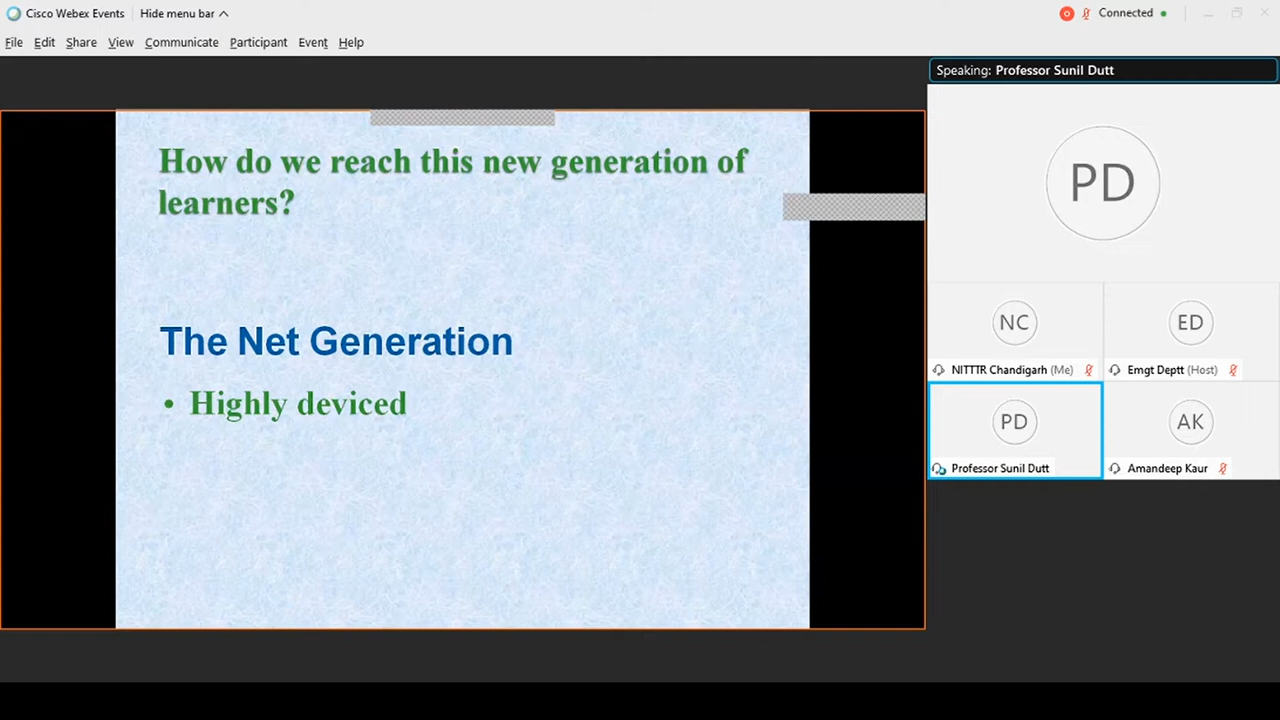 Cisco Webex Events Hide menu bar Connected
File Edit Share View Communicate Participant Event Help
Speaking: Professor Sunil Dutt
How do we reach this new generation of
learners?
The Net Generation
• Highly deviced
PD
NC ED
NITTTR Chandigarh (Me) Emgt Deptt (Host)
PD AK
Professor Sunil Dutt Amandeep Kaur